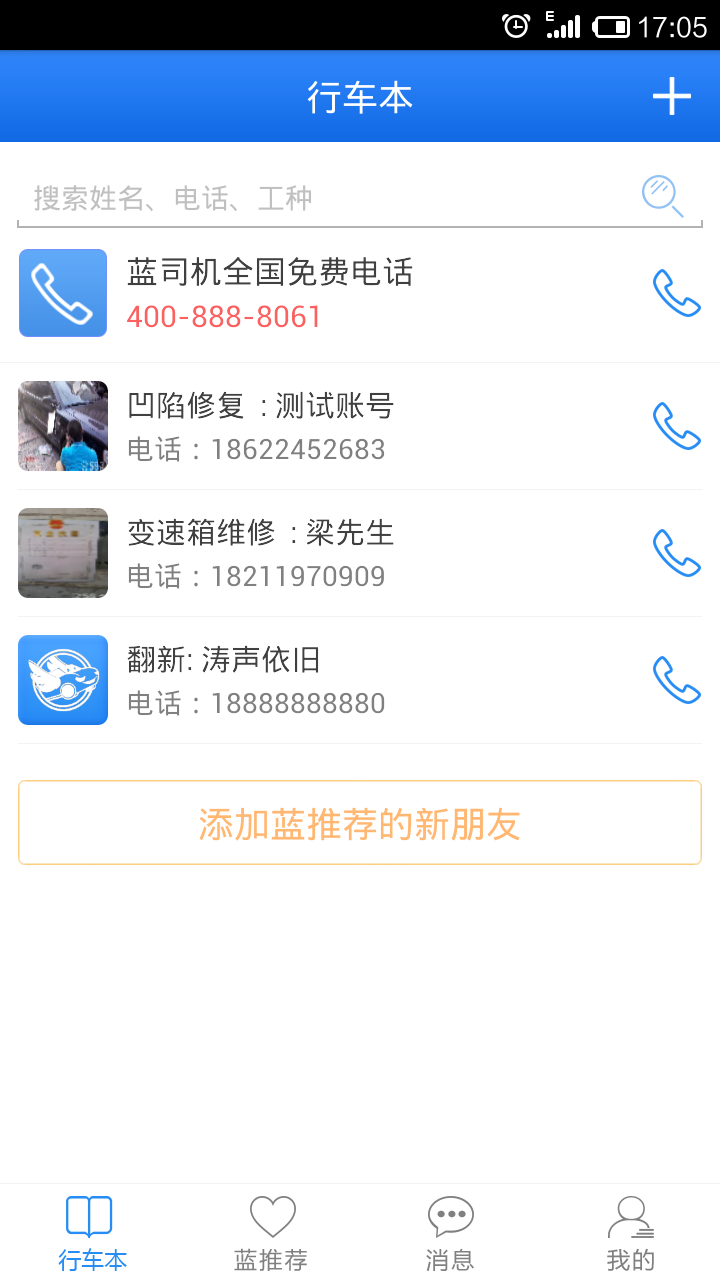 E 17:05
行车本
搜索姓名、电话、工种
蓝司机全国免费电话
400-888-8061
凹陷修复 : 测试账号
电话 : 18622452683
变速箱维修 : 梁先生
电话 : 18211970909
翻新: 涛声依旧
电话 : 18888888880
添加蓝推荐的新朋友
行车本 蓝推荐 消息 我的